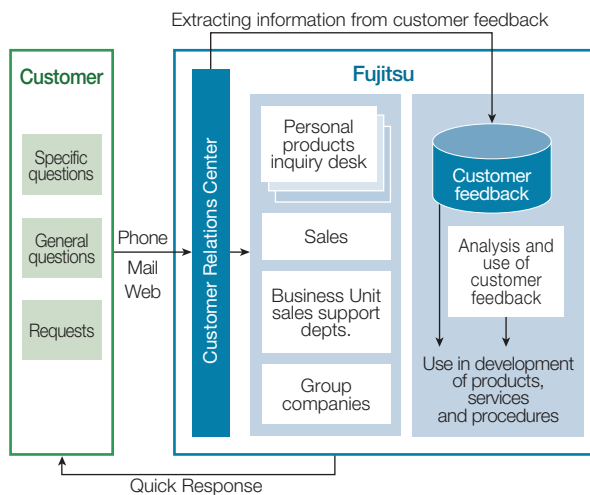 Extracting information from customer feedback
Customer
Specific
questions
General
questions
Requests
Phone
Mail
Web
Fujitsu
Customer Relations Center
Personal
products
inquiry desk
Sales
Business Unit
sales support
depts.
Group
companies
Customer
feedback
Analysis and
use of
customer
feedback
Use in development
of products,
services
and procedures
Quick Response